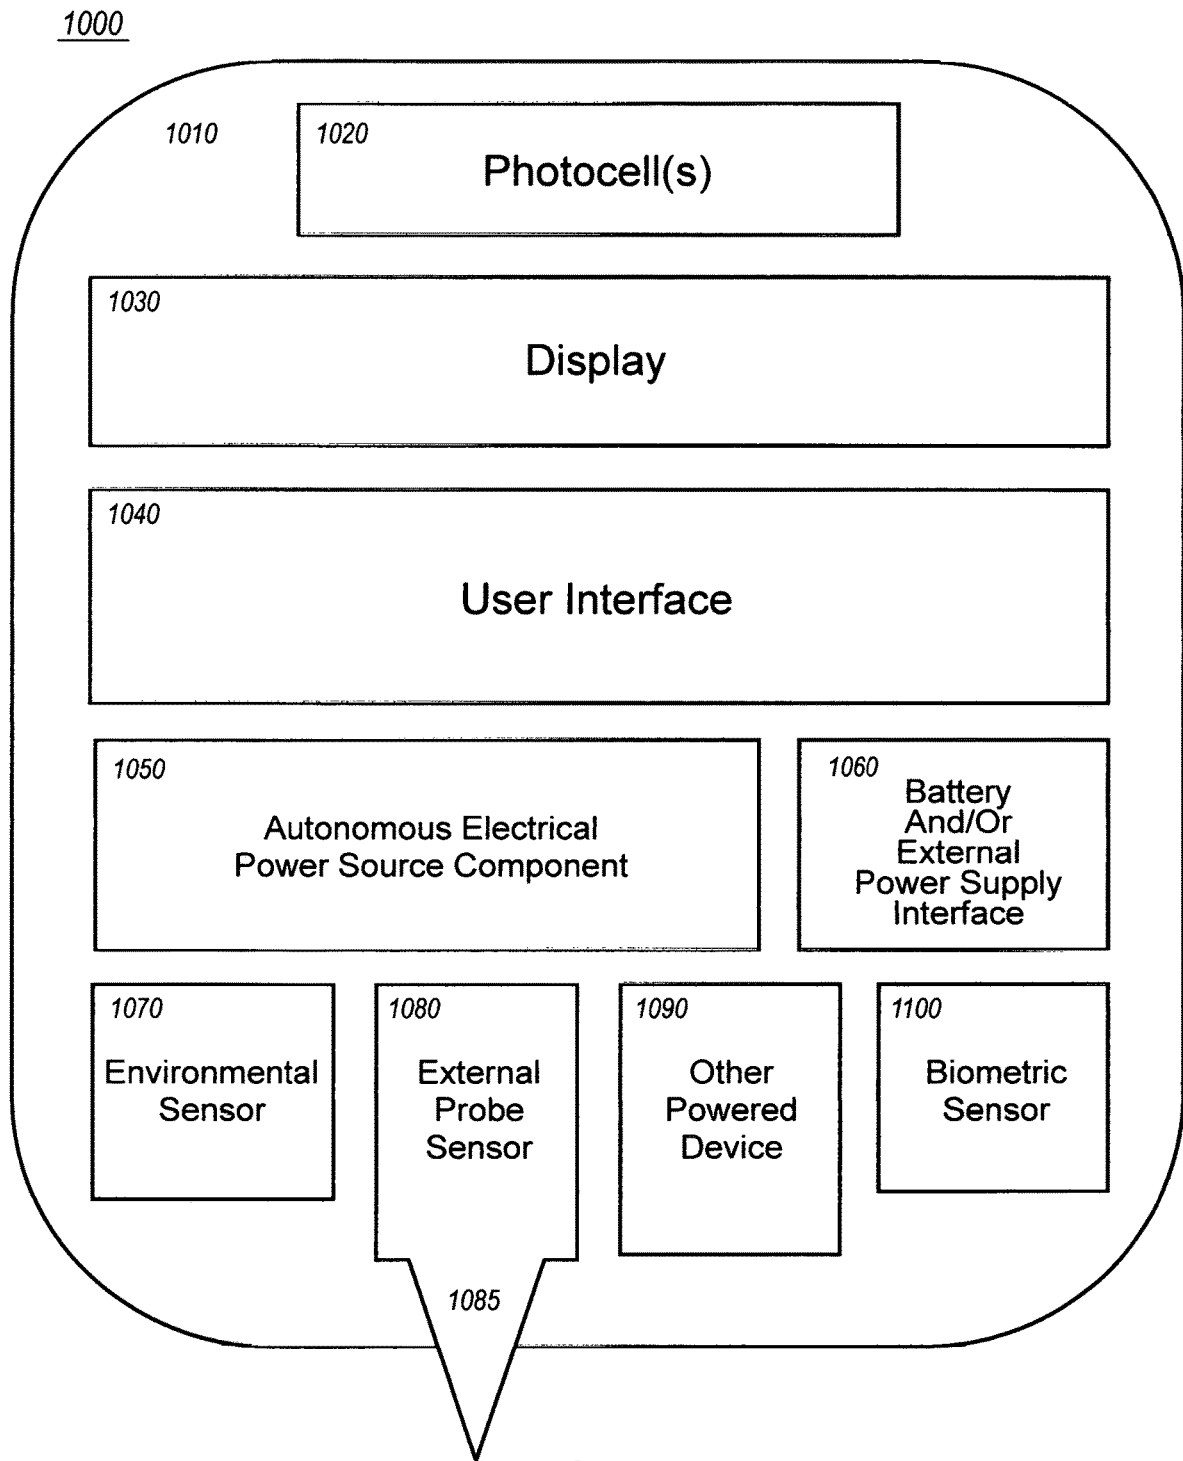 1000
1010
1020
Photocell(s)
1030
Display
1040
User Interface
1050
Autonomous Electrical
Power Source Component
1060
Battery
And/Or
External
Power Supply
Interface
1070
Environmental
Sensor
1080
External
Probe
Sensor
1085
1090
Other
Powered
Device
1100
Biometric
Sensor